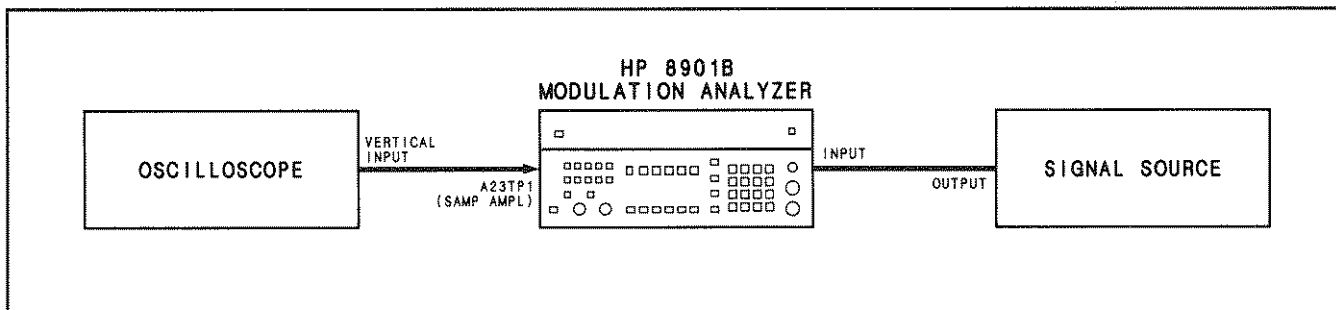 HP 8901B
MODULATION ANALYZER
OSCILLOSCOPE
VERTICAL
INPUT
A23TP1
(SAMP AMPL)
INPUT
OUTPUT
SIGNAL SOURCE